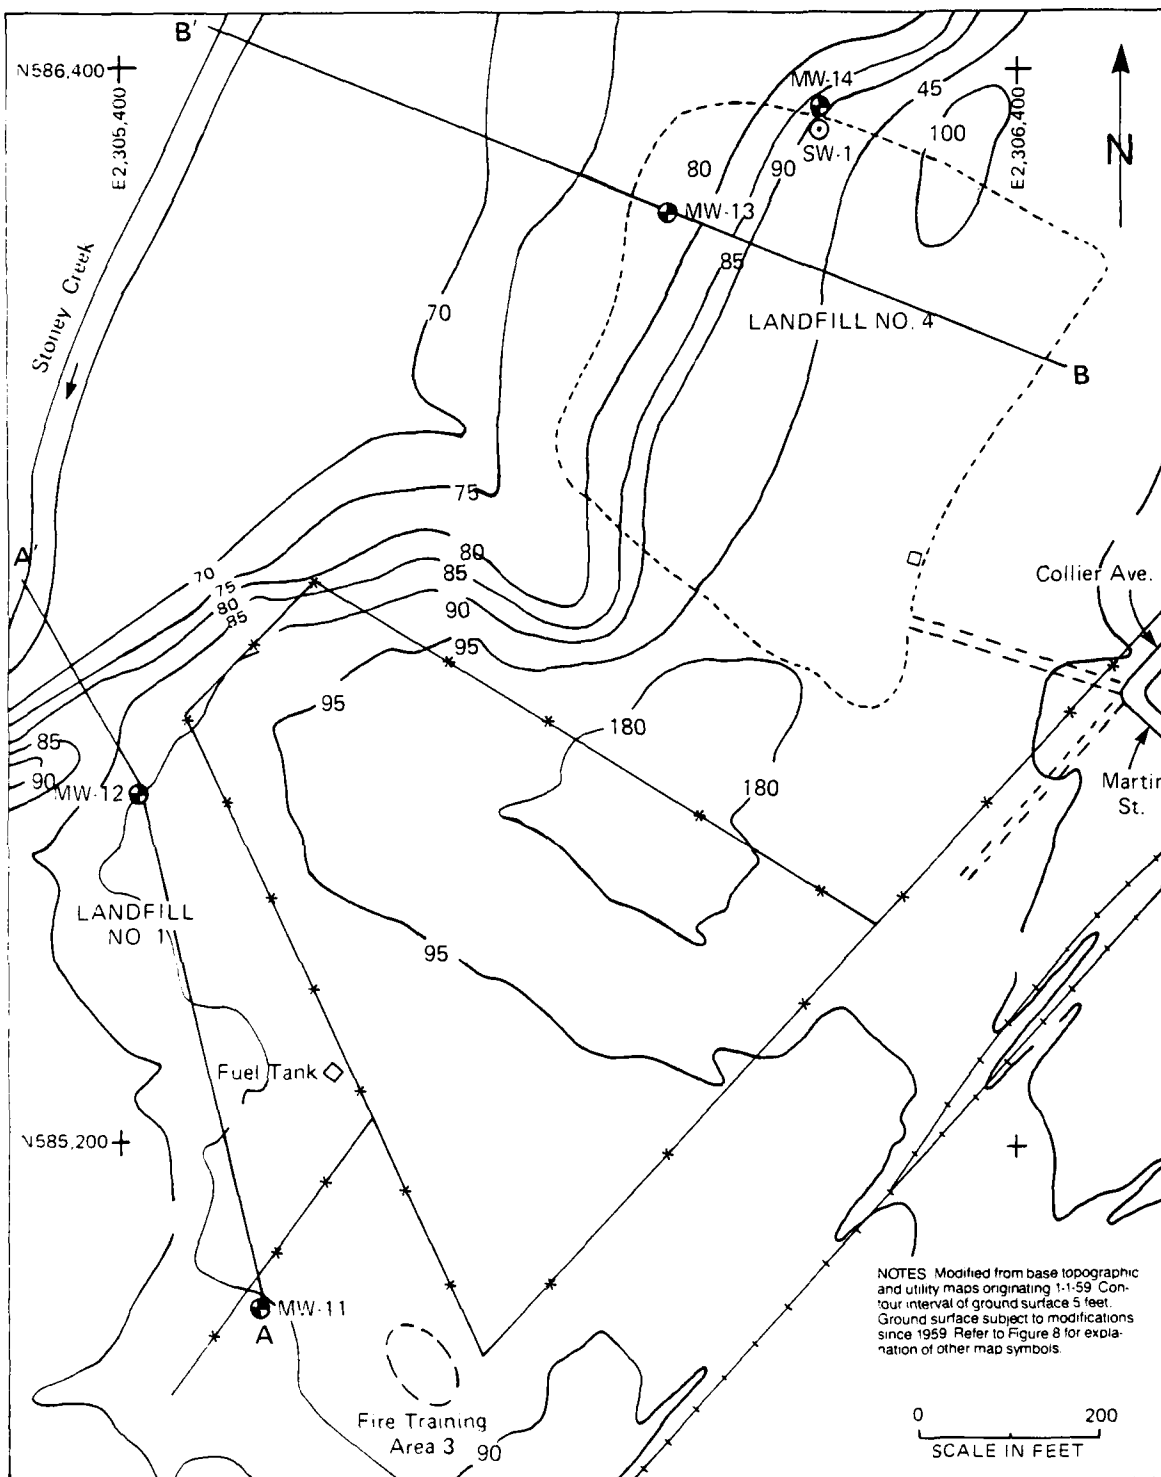 B'
N586,400
E2,305,400
MW-14
45
100
E2,306,400
N
SW-1
80
90
MW-13
85
Stoney Creek
70
LANDFILL NO. 4
B
75
A'
80
70
85
75
80
90
85
Collier Ave.
95
95
180
85
90
MW-12
180
Martin
St.
LANDFILL
NO 1
95
Fuel Tank
N585,200
NOTES Modified from base topographic
and utility maps originating 1-1-59 Con-
tour interval of ground surface 5 feet.
Ground surface subject to modifications
since 1959 Refer to Figure 8 for expla-
nation of other map symbols.
MW-11
A
Fire Training
Area 3
90
0 200
SCALE IN FEET